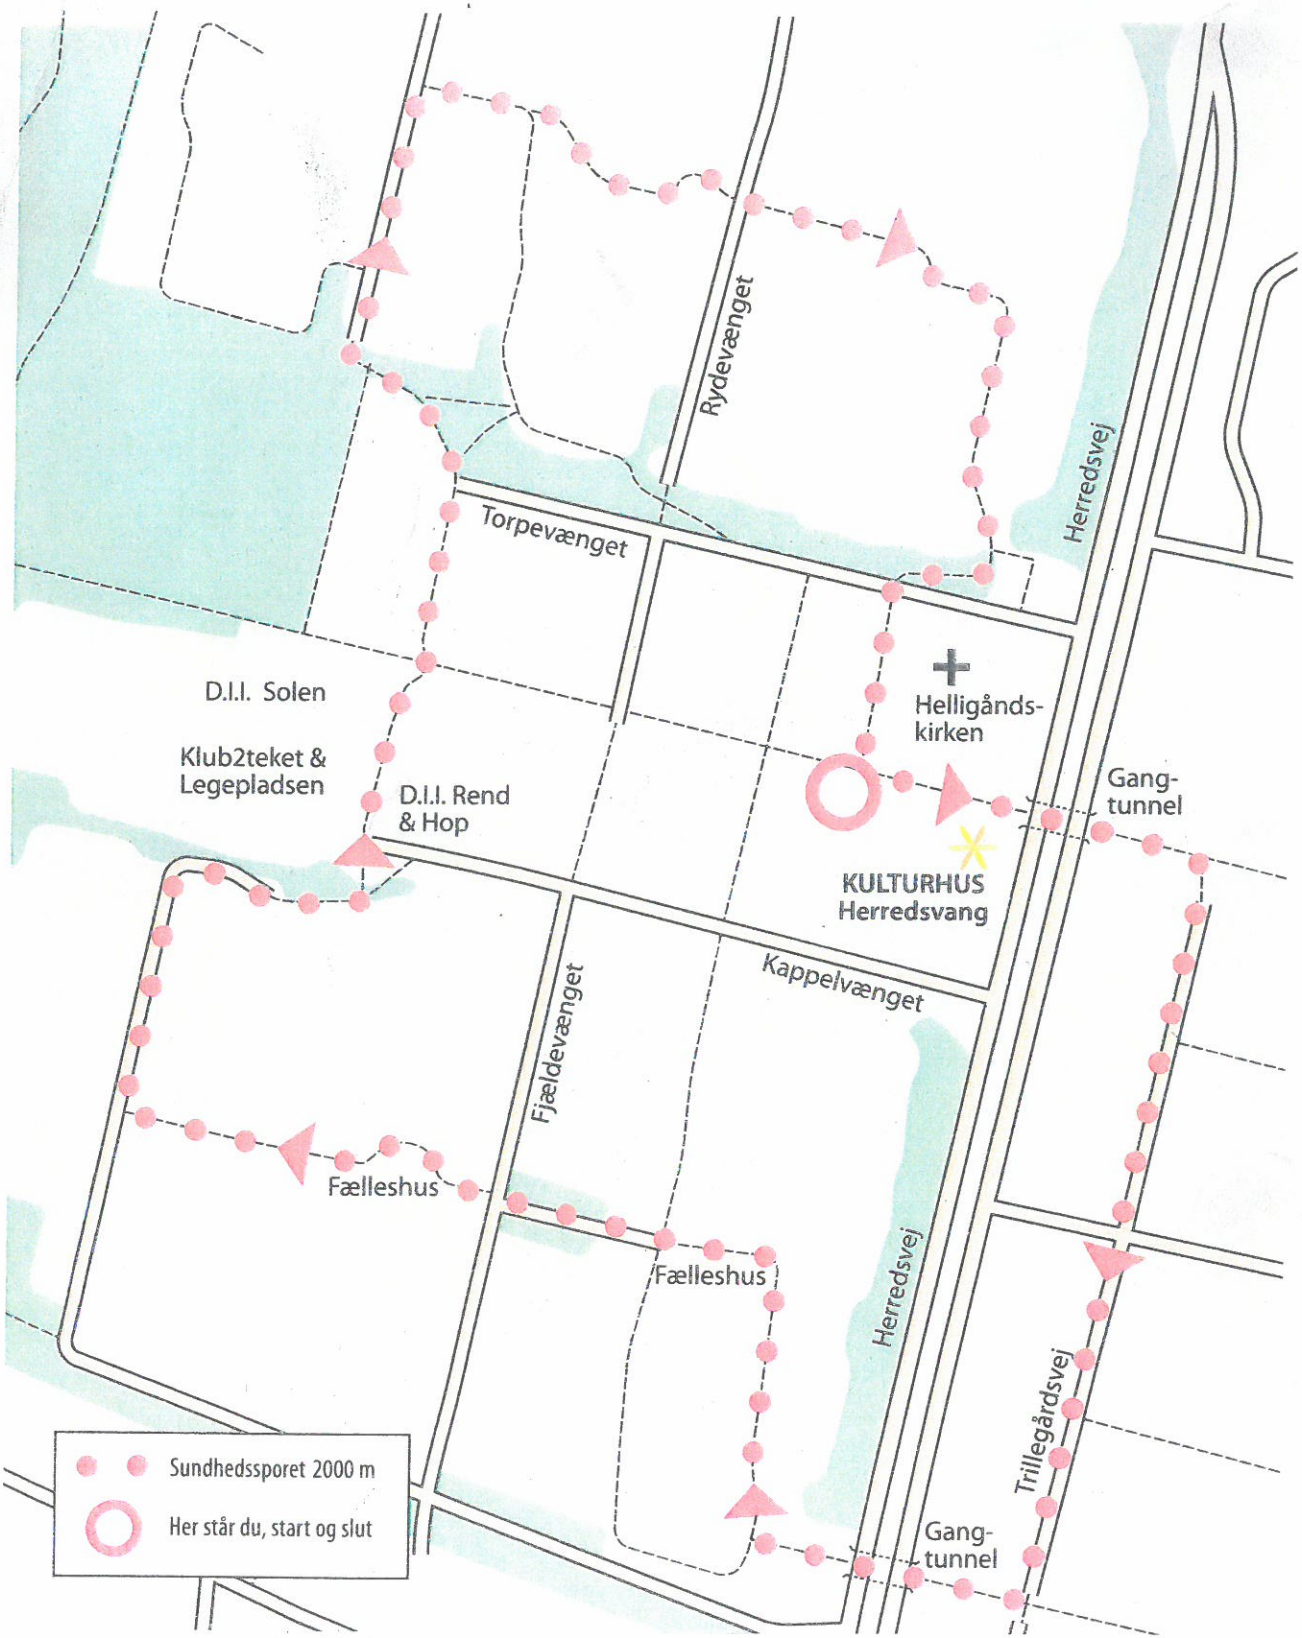 Rydevænget
Herredsvej
Torpevænget
Helligånds-
kirken
D.I.I. Solen
Klub2teket &
Legepladsen
D.I.I. Rend
& Hop
Gang-
tunnel
KULTURHUS
Herredsvang
Kappelvænget
Fjældevænget
Fælleshus
Fælleshus
Herredsvej
Trillegårdsvej
Gang-
tunnel
Sundhedssporet 2000 m
Her står du, start og slut